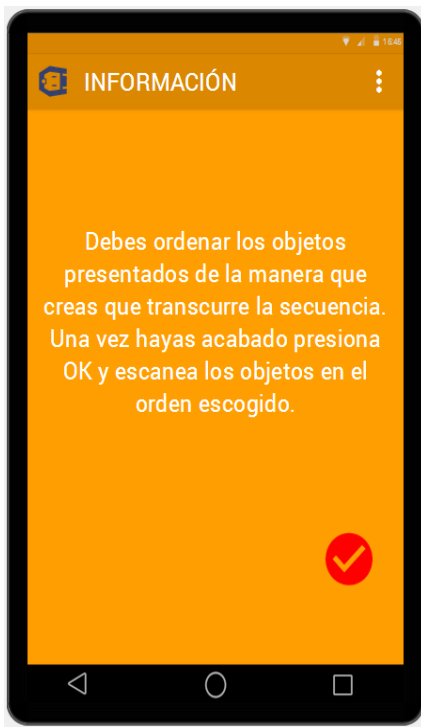 18:46
INFORMACIÓN
Debes ordenar los objetos
presentados de la manera que
creas que transcurre la secuencia.
Una vez hayas acabado presiona
OK y escanea los objetos en el
orden escogido.